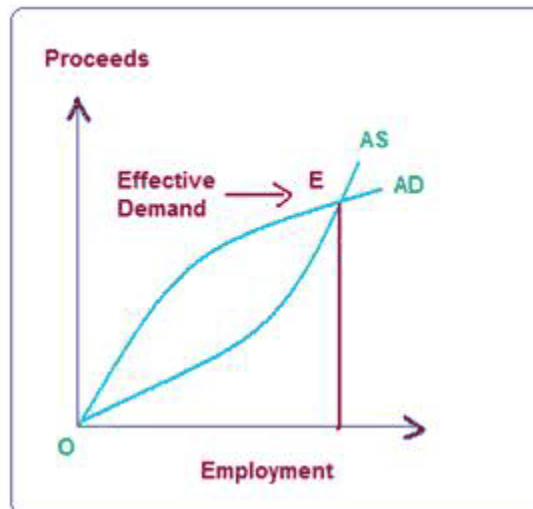 Proceeds
AS
Effective
Demand
E
AD
O
Employment